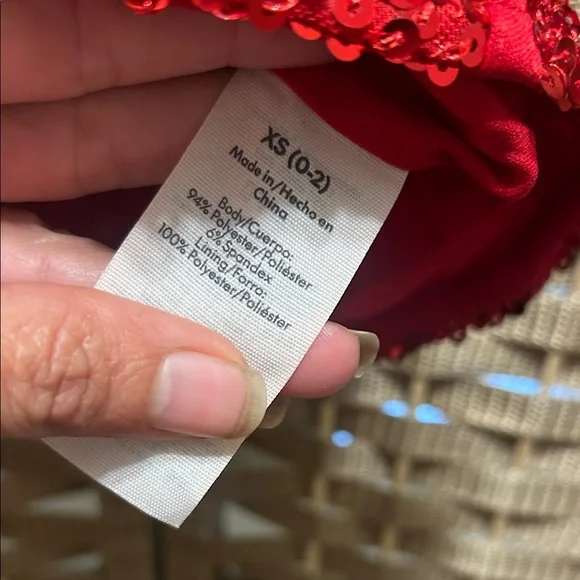 XS (0-2)
Made in/Hecho en
China
Body/Cuerpo:
94% Polyester/Poliéster
6% Spandex
Lining/Forro:
100% Polyester/Poliéster